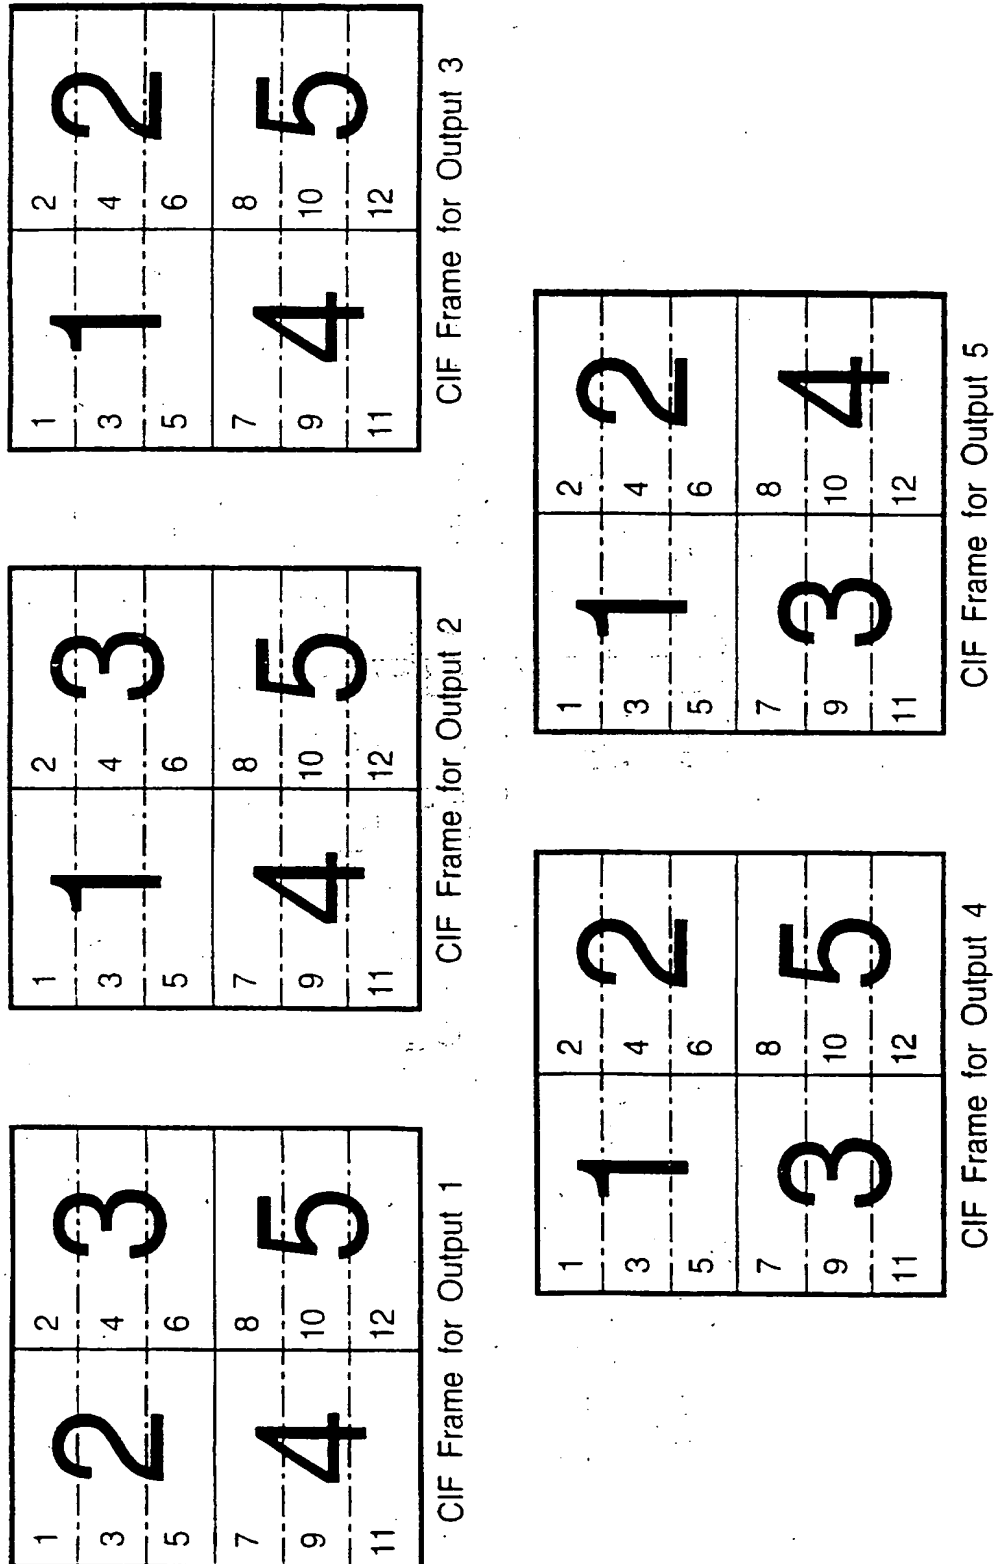 1 2
3 2 4 3
5 6
7 8
9 4 10 5
11 12
CIF Frame for Output 1
1 2
3 1 4 3
5 6
7 8
9 4 10 5
11 12
CIF Frame for Output 2
1 2
3 1 4 2
5 6
7 8
9 4 10 5
11 12
CIF Frame for Output 3
1 2
3 1 4 2
5 6
7 8
9 3 10 5
11 12
CIF Frame for Output 4
1 2
3 1 4 2
5 6
7 8
9 3 10 4
11 12
CIF Frame for Output 5